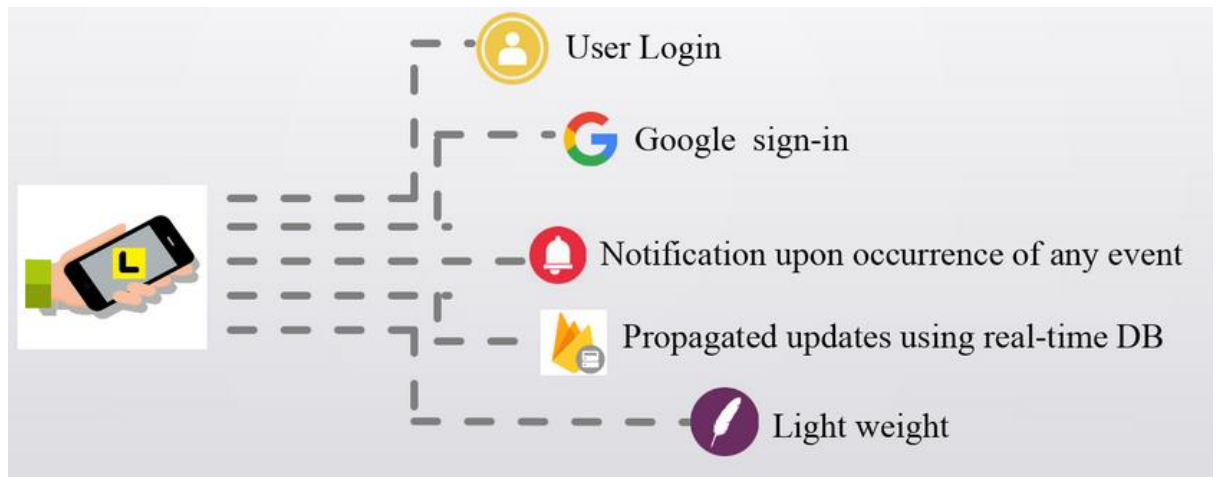 User Login
Google sign-in
Notification upon occurrence of any event
Propagated updates using real-time DB
Light weight
L